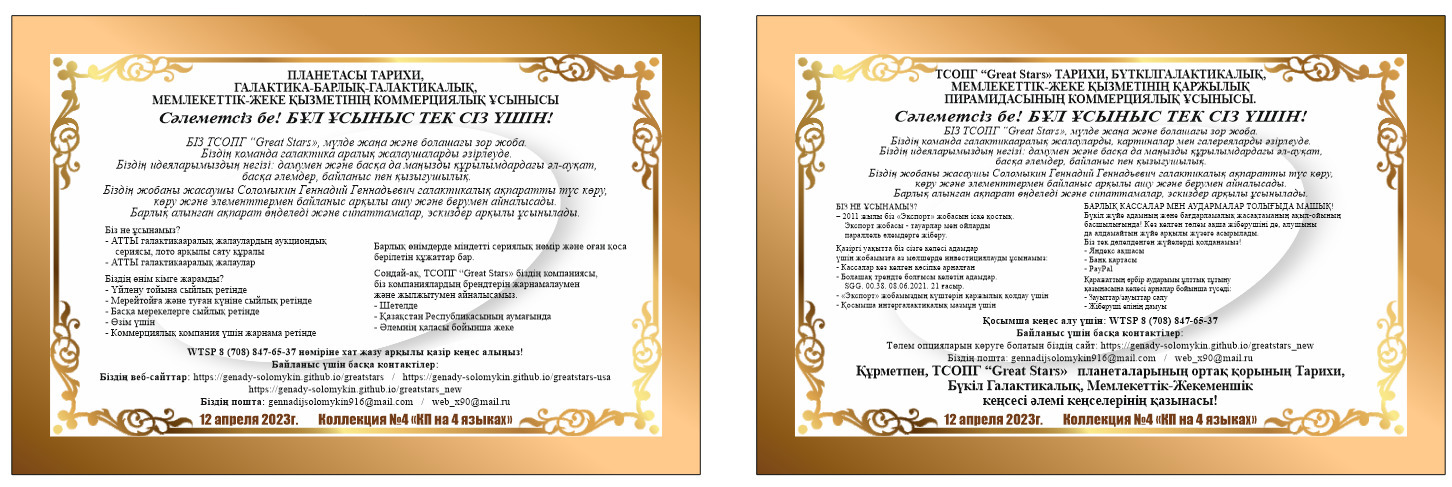 ПЛАНЕТАСЫ ТАРИХИ,
ГАЛАКТИКА-БАРЛЫҚ-ГАЛАКТИКАЛЫҚ,
МЕМЛЕКЕТТІК-ЖЕКЕ ҚЫЗМЕТІНІҢ КОММЕРЦИЯЛЫҚ ҰСЫНЫСЫ
Сәлеметсіз бе! БҰЛ ҰСЫНЫС ТЕК СІЗ ҮШІН!
БІЗ ТСОПГ “Great Stars», мүлде жаңа және болашағы зор жоба.
Біздің команда галактика аралық жалаушаларды әзірлеуде.
Біздің идеяларымыздың негізі: дамумен және басқа да маңызды құрылымдардағы әл-ауқат,
басқа әлемдер, байланыс пен қызығушылық.
Біздің жобаны жасаушы Соломыкин Геннадий Геннадьевич галактикалық ақпаратты түс көру,
көру және элементтермен байланыс арқылы ашу және берумен айналысады.
Барлық алынған ақпарат өңделеді және сипаттамалар, эскиздер арқылы ұсынылады.
Біз не ұсынамыз?
- АТТЫ галактикааралық жалаулардың аукциондық
сериясы, лото арқылы сату құралы
- АТТЫ галактикааралық жалаулар
Біздің өнім кімге жарамды?
- Үйлену тойына сыйлық ретінде
- Мерейтойға және туған күніне сыйлық ретінде
- Басқа мерекелерге сыйлық ретінде
- Өзім үшін
- Коммерциялық компания үшін жарнама ретінде
Барлық өнімдерде міндетті сериялық нөмір және оған қоса
берілетін құжаттар бар.
Сондай-ақ, ТСОПГ “Great Stars» біздің компаниясы,
біз компаниялардың брендтерін жарнамалаумен
және жылжытумен айналысамыз.
- Шетелде
- Қазақстан Республикасының аумағында
- Әлемнің қаласы бойынша жеке
WTSP 8 (708) 847-65-37 нөміріне хат жазу арқылы қазір кеңес алыңыз!
Байланыс үшін басқа контактілер:
Біздің веб-сайттар: https://genady-solomykin.github.io/greatstars / https://genady-solomykin.github.io/greatstars-usa
https://genady-solomykin.github.io/greatstars_new
Біздің пошта: gennadijsolomykin916@mail.com / web_x90@mail.ru
12 апреля 2023г. Коллекция №4 «КП на 4 языках»
ТСОПГ “Great Stars» ТАРИХИ, БҮТКІЛГАЛАКТИКАЛЫҚ,
МЕМЛЕКЕТТІК-ЖЕКЕ ҚЫЗМЕТІНІҢ ҚАРЖЫЛЫҚ
ПИРАМИДАСЫНЫҢ КОММЕРЦИЯЛЫҚ ҰСЫНЫСЫ.
Сәлеметсіз бе! БҰЛ ҰСЫНЫС ТЕК СІЗ ҮШІН!
БІЗ ТСОПГ “Great Stars», мүлде жаңа және болашағы зор жоба.
Біздің команда галактикааралық жалауларды, картиналар мен галереяларды әзірлеуде.
Біздің идеяларымыздың негізі: дамумен және басқа да маңызды құрылымдардағы әл-ауқат,
басқа әлемдер, байланыс пен қызығушылық.
Біздің жобаны жасаушы Соломыкин Геннадий Геннадьевич галактикалық ақпаратты түс көру,
көру және элементтермен байланыс арқылы ашу және берумен айналысады.
Барлық алынған ақпарат өңделеді және сипаттамалар, эскиздер арқылы ұсынылады.
БІЗ НЕ ҰСЫНАМЫЗ?
– 2011 жылы біз «Экспорт» жобасын іске қостық.
Экспорт жобасы - тауарлар мен ойларды
параллель әлемдерге жіберу.
Қазіргі уақытта біз сізге келесі адамдар
үшін жобамызға аз мөлшерде инвестициялауды ұсынамыз:
- Кассалар кез келген кәсіпке арналған
- Болашақ трендте болғысы келетін адамдар.
SGG. 00.38. 08.06.2021. 21 ғасыр.
- «Экспорт» жобамыздың күштерін қаржылық қолдау үшін
- Қосымша интергалактикалық мазмұн үшін
БАРЛЫҚ КАССАЛАР МЕН АУДАРМАЛАР ТОЛЫҒЫДА МАШЫҚ!
Бүкіл жүйе адамның және бағдарламалық жасақтаманың ақыл-ойының
басшылығында! Кез келген төлем ақша жіберушіні де, алушыны
да алдамайтын жүйе арқылы жүзеге асырылады.
Біз тек дәлелденген жүйелерді қолданамыз!
- Яндекс ақшасы
- Банк картасы
- PayPal
Қаражаттың әрбір аударымы ұлттық тұтыну
қазынасына келесі арналар бойынша түседі:
- Зауыттар/зауыттар салу
- Жіберуші елінің дамуы
Қосымша кеңес алу үшін: WTSP 8 (708) 847-65-37
Байланыс үшін басқа контактілер:
Төлем опцияларын көруге болатын біздің сайт: https://genady-solomykin.github.io/greatstars_new
Біздің пошта: gennadijsolomykin916@mail.com / web_x90@mail.ru
Құрметпен, ТСОПГ “Great Stars» планеталарының ортақ қорының Тарихи,
Бүкіл Галактикалық, Мемлекеттік-Жекеменшік
кеңсесі әлемі кеңселерінің қазынасы!
12 апреля 2023г. Коллекция №4 «КП на 4 языках»